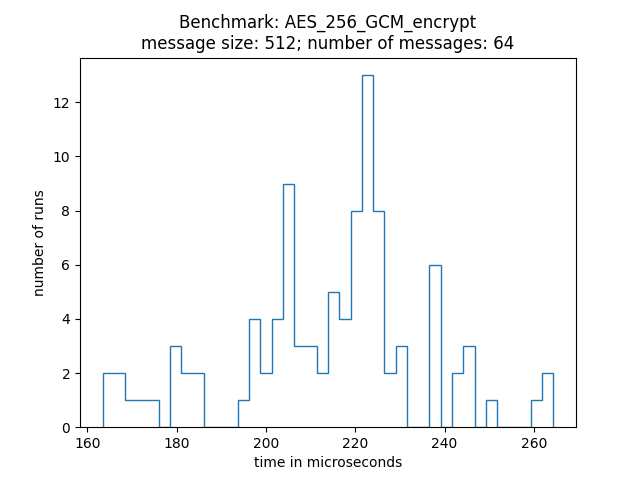 Benchmark: AES_256_GCM_encrypt
message size: 512; number of messages: 64
12
10
8
6
4
2
0
number of runs
160 180 200 220 240 260
time in microseconds